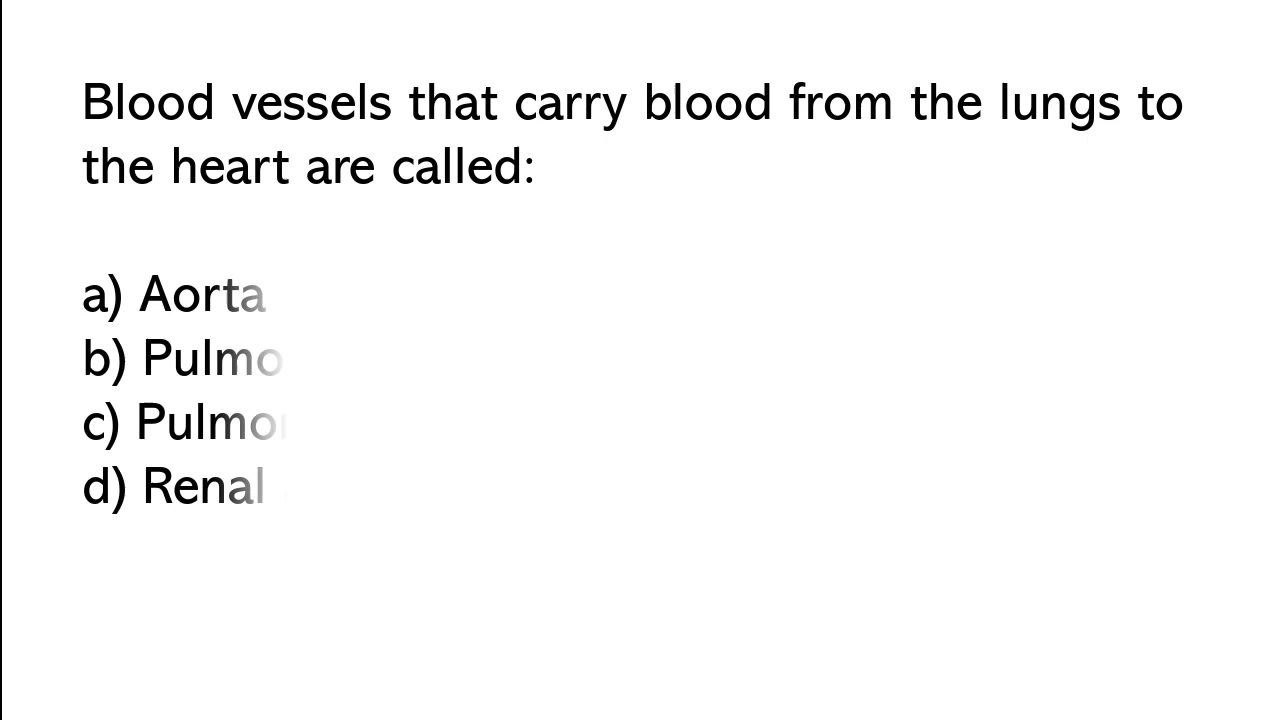 Blood vessels that carry blood from the lungs to
the heart are called:
a) Aorta
b) Pulmo
c) Pulmo
d) Renal